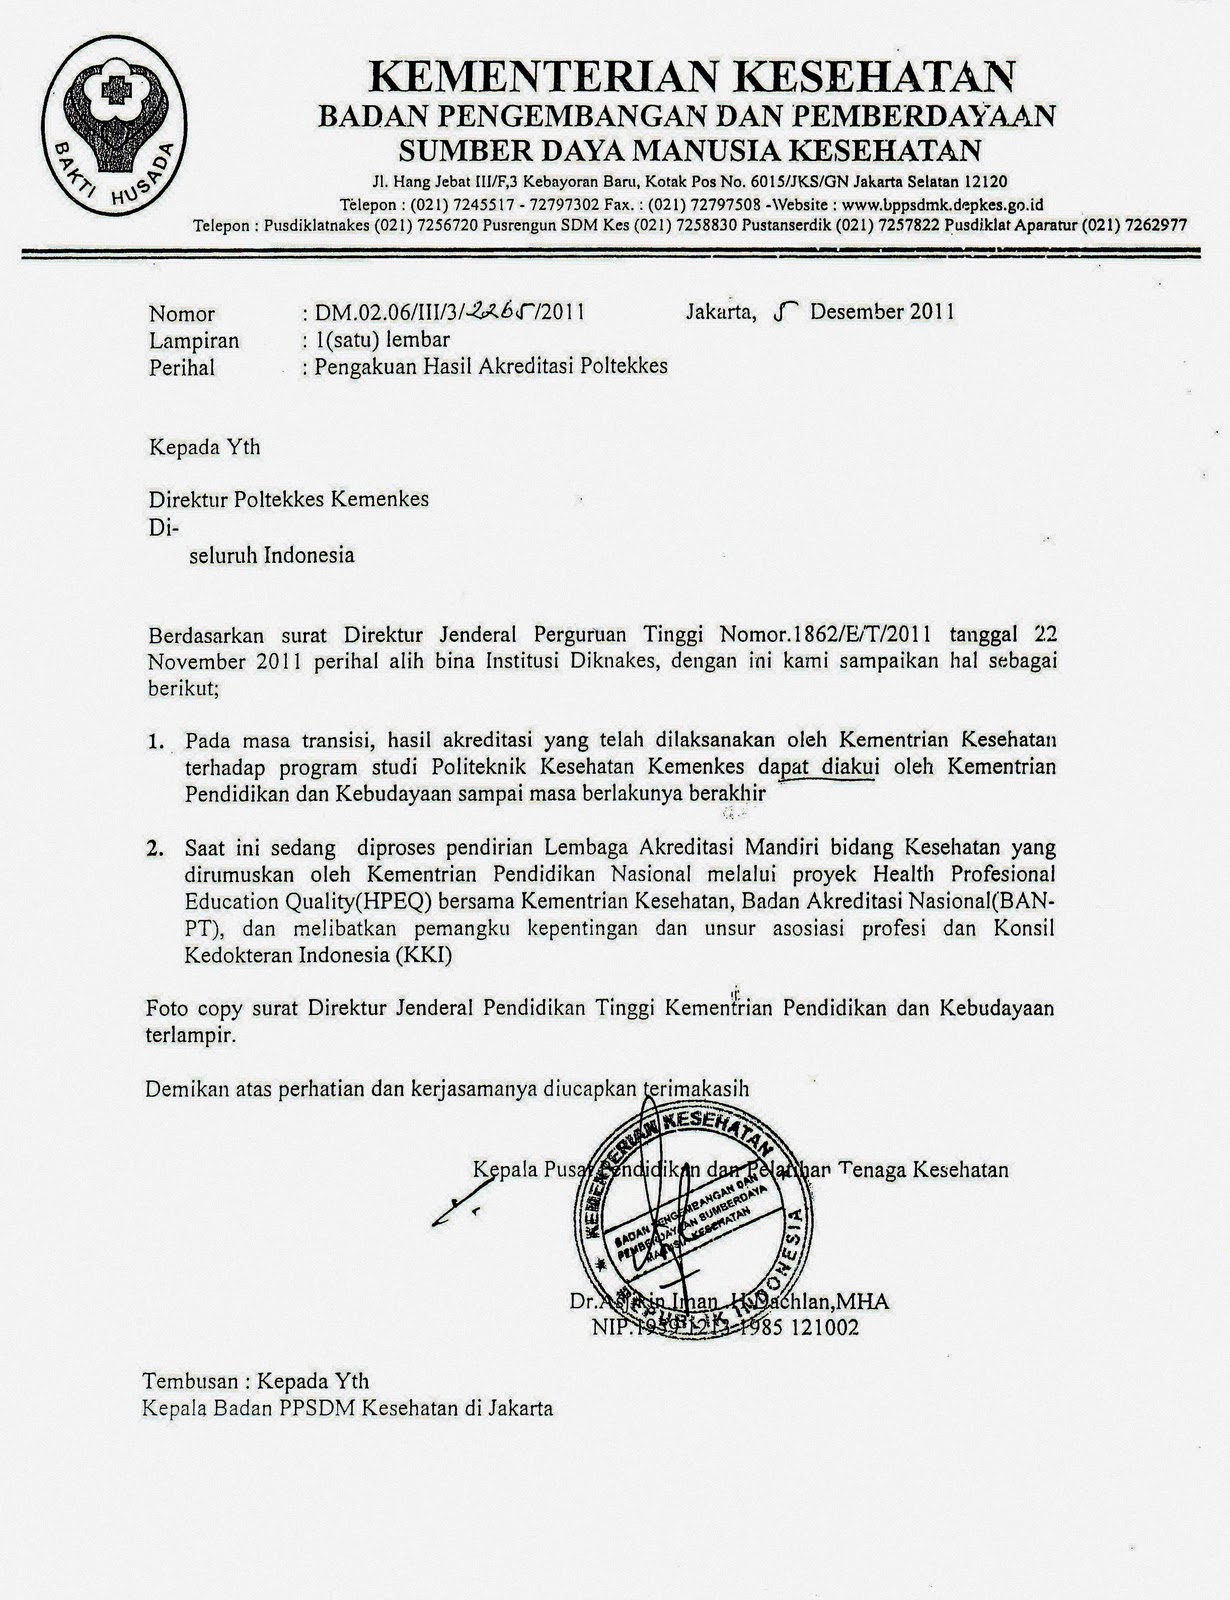 BAKTI HUSADA
KEMENTERIAN KESEHATAN
BADAN PENGEMBANGAN DAN PEMBERDAYAAN
SUMBER DAYA MANUSIA KESEHATAN
Jl. Hang Jebat III/F,3 Kebayoran Baru, Kotak Pos No. 6015/JKS/GN Jakarta Selatan 12120
Telepon : (021) 7245517 - 72797302 Fax. : (021) 72797508 -Website : www.bppsdmk.depkes.go.id
Telepon : Pusdiklatnakes (021) 7256720 Pusrengun SDM Kes (021) 7258830 Pustanserdik (021) 7257822 Pusdiklat Aparatur (021) 7262977
Nomor : DM.02.06/III/3/2265/2011 Jakarta, 5 Desember 2011
Lampiran : 1(satu) lembar
Perihal : Pengakuan Hasil Akreditasi Poltekkes
Kepada Yth
Direktur Poltekkes Kemenkes
Di-
seluruh Indonesia
Berdasarkan surat Direktur Jenderal Perguruan Tinggi Nomor.1862/E/T/2011 tanggal 22
November 2011 perihal alih bina Institusi Diknakes, dengan ini kami sampaikan hal sebagai
berikut;
1. Pada masa transisi, hasil akreditasi yang telah dilaksanakan oleh Kementrian Kesehatan
terhadap program studi Politeknik Kesehatan Kemenkes dapat diakui oleh Kementrian
Pendidikan dan Kebudayaan sampai masa berlakunya berakhir
2. Saat ini sedang diproses pendirian Lembaga Akreditasi Mandiri bidang Kesehatan yang
dirumuskan oleh Kementrian Pendidikan Nasional melalui proyek Health Profesional
Education Quality(HPEQ) bersama Kementrian Kesehatan, Badan Akreditasi Nasional(BAN-
PT), dan melibatkan pemangku kepentingan dan unsur asosiasi profesi dan Konsil
Kedokteran Indonesia (KKI)
Foto copy surat Direktur Jenderal Pendidikan Tinggi Kementrian Pendidikan dan Kebudayaan
terlampir.
Demikan atas perhatian dan kerjasamanya diucapkan terimakasih
Kepala Pusat Pendidikan dan Pelatihan Tenaga Kesehatan
KEMENTERIAN KESEHATAN
BADAN PENGEMBANGAN DAN
PEMBERDAYAAN SUMBERDAYA
MANUSIA KESEHATAN
REPUBLIK INDONESIA
Dr. Iman .H.Dachlan,MHA
NIP. 1985 121002
Tembusan : Kepada Yth
Kepala Badan PPSDM Kesehatan di Jakarta